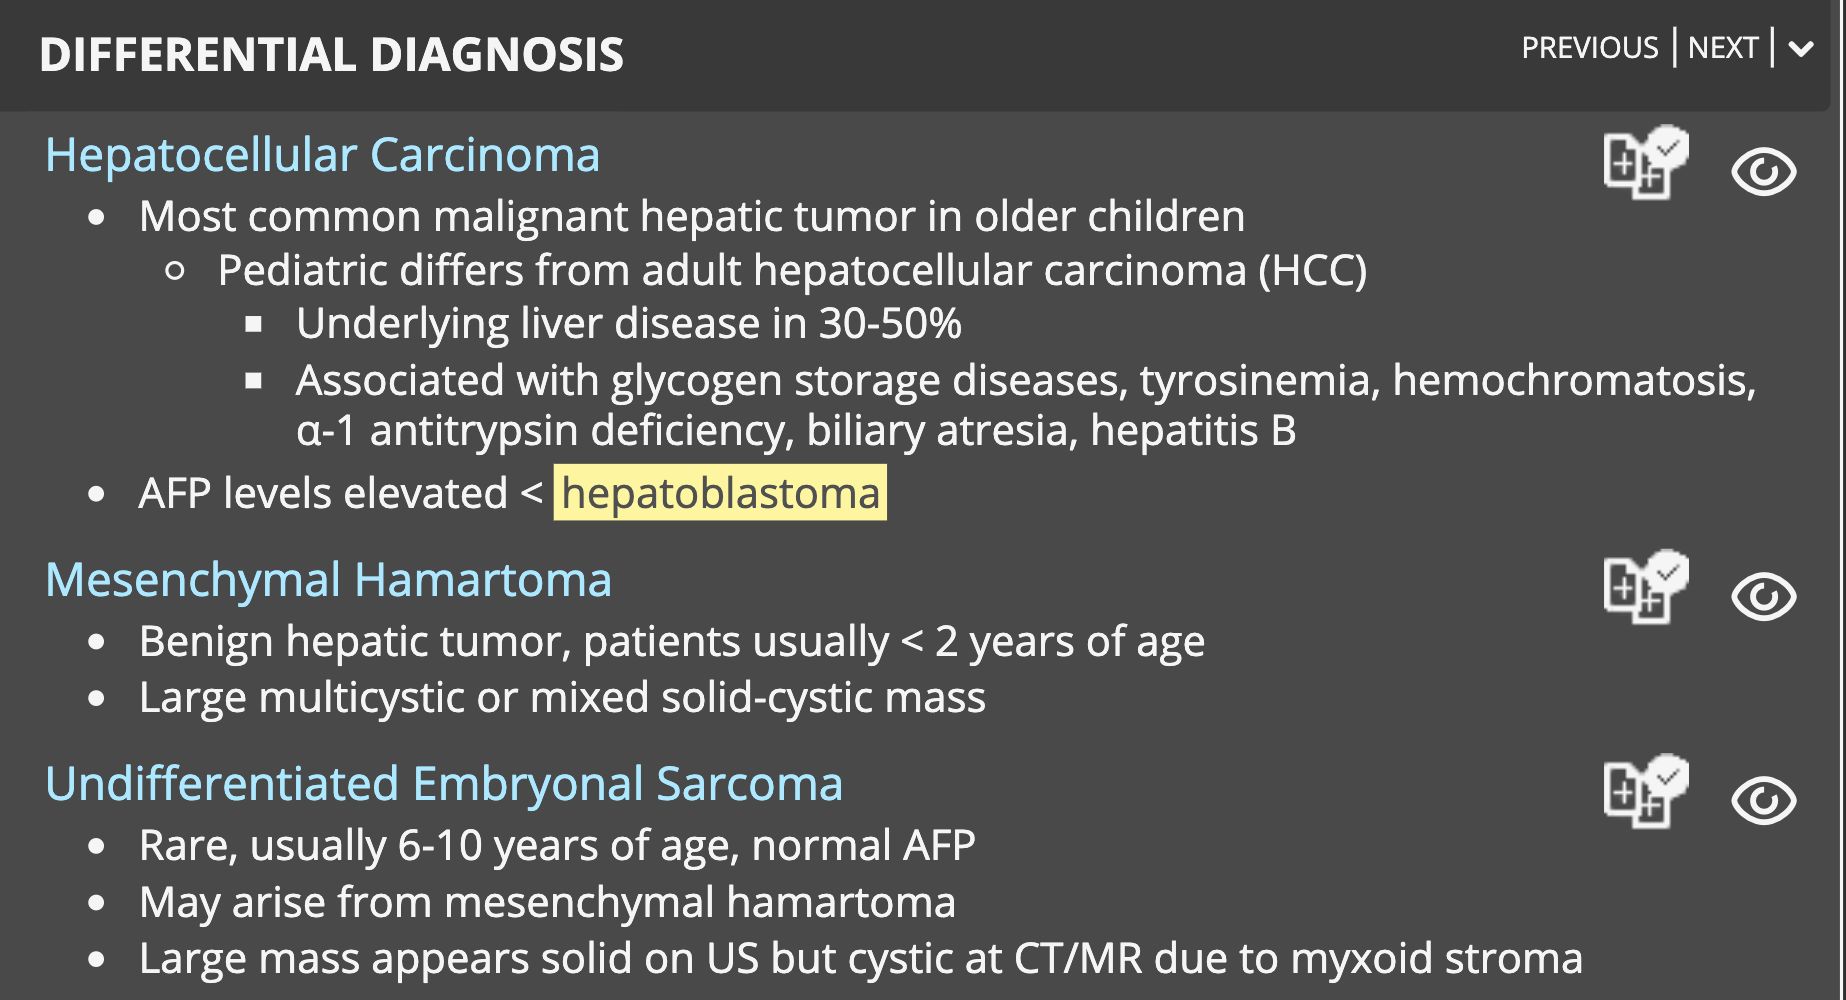 DIFFERENTIAL DIAGNOSIS
PREVIOUS | NEXT |
Hepatocellular Carcinoma
• Most common malignant hepatic tumor in older children
○ Pediatric differs from adult hepatocellular carcinoma (HCC)
▪ Underlying liver disease in 30-50%
▪ Associated with glycogen storage diseases, tyrosinemia, hemochromatosis,
α-1 antitrypsin deficiency, biliary atresia, hepatitis B
• AFP levels elevated < hepatoblastoma
Mesenchymal Hamartoma
• Benign hepatic tumor, patients usually < 2 years of age
• Large multicystic or mixed solid-cystic mass
Undifferentiated Embryonal Sarcoma
• Rare, usually 6-10 years of age, normal AFP
• May arise from mesenchymal hamartoma
• Large mass appears solid on US but cystic at CT/MR due to myxoid stroma